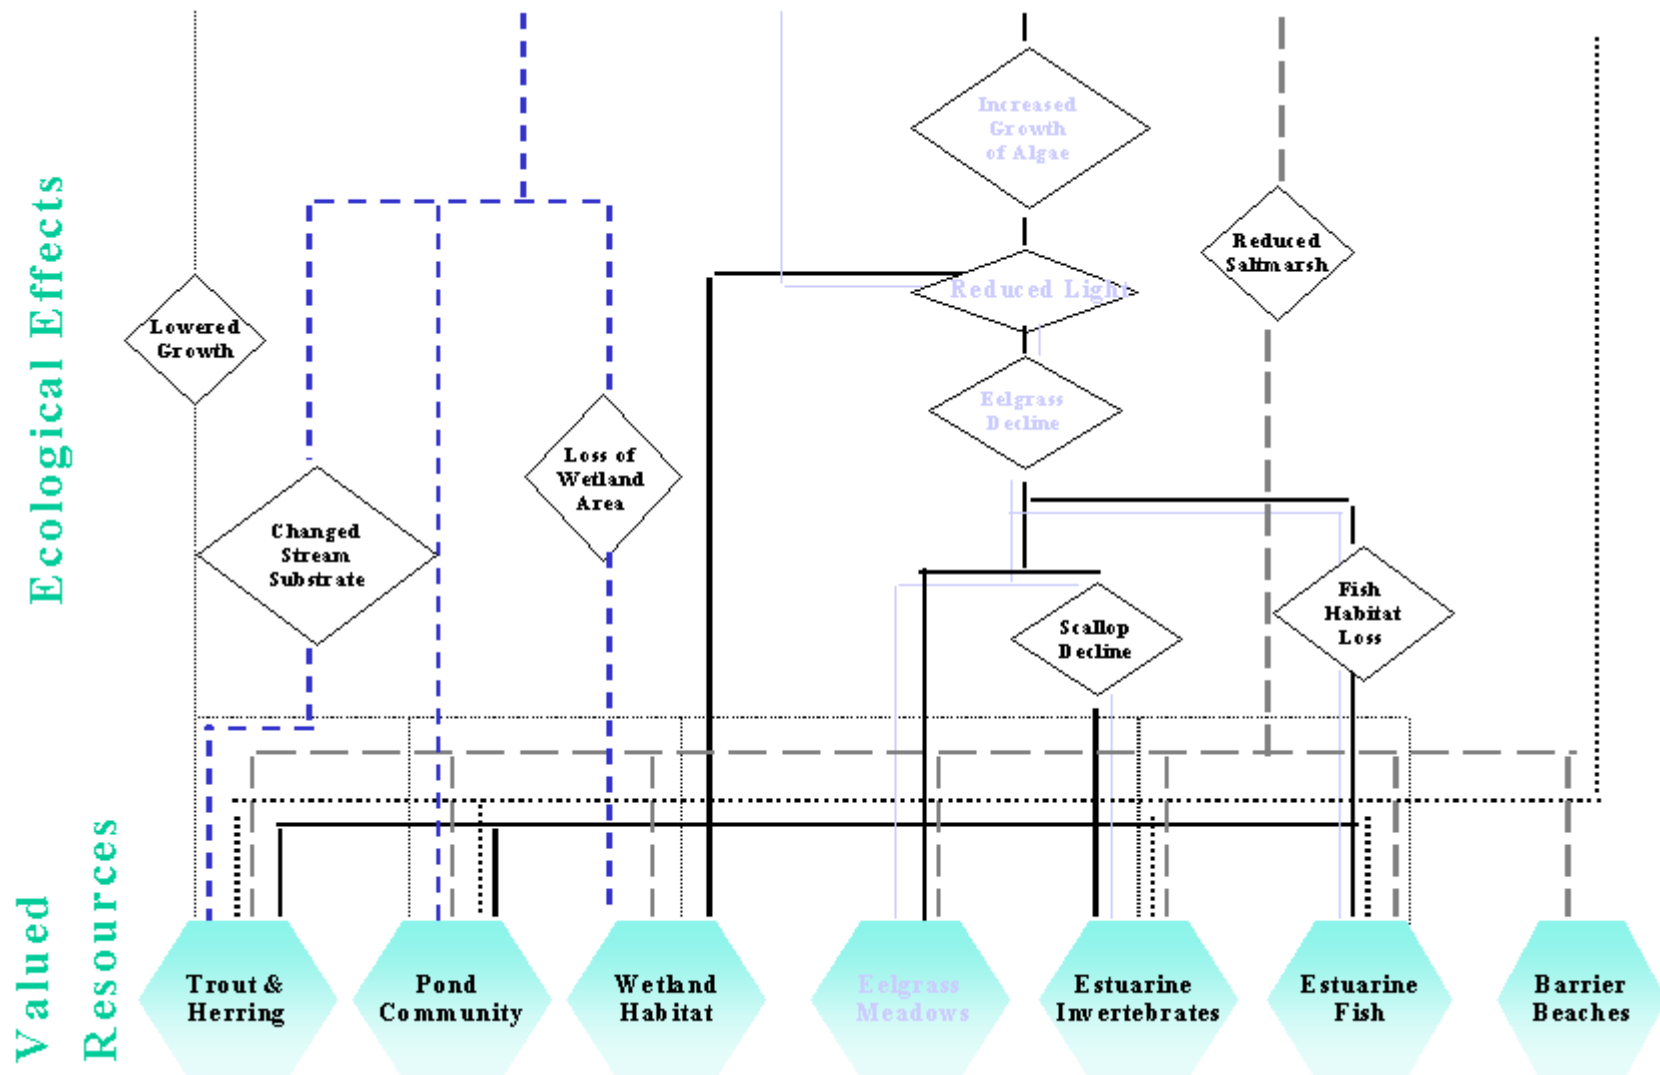 Ecological Effects
Increased
Growth
of Algae
Reduced
Saltmarsh
Reduced Light
Lowered
Growth
Eelgrass
Decline
Loss of
Wetland
Area
Changed
Stream
Substrate
Fish
Habitat
Loss
Scallop
Decline
Valued
Resources
Trout &
Herring
Pond
Community
Wetland
Habitat
Eelgrass
Meadows
Estuarine
Invertebrates
Estuarine
Fish
Barrier
Beaches